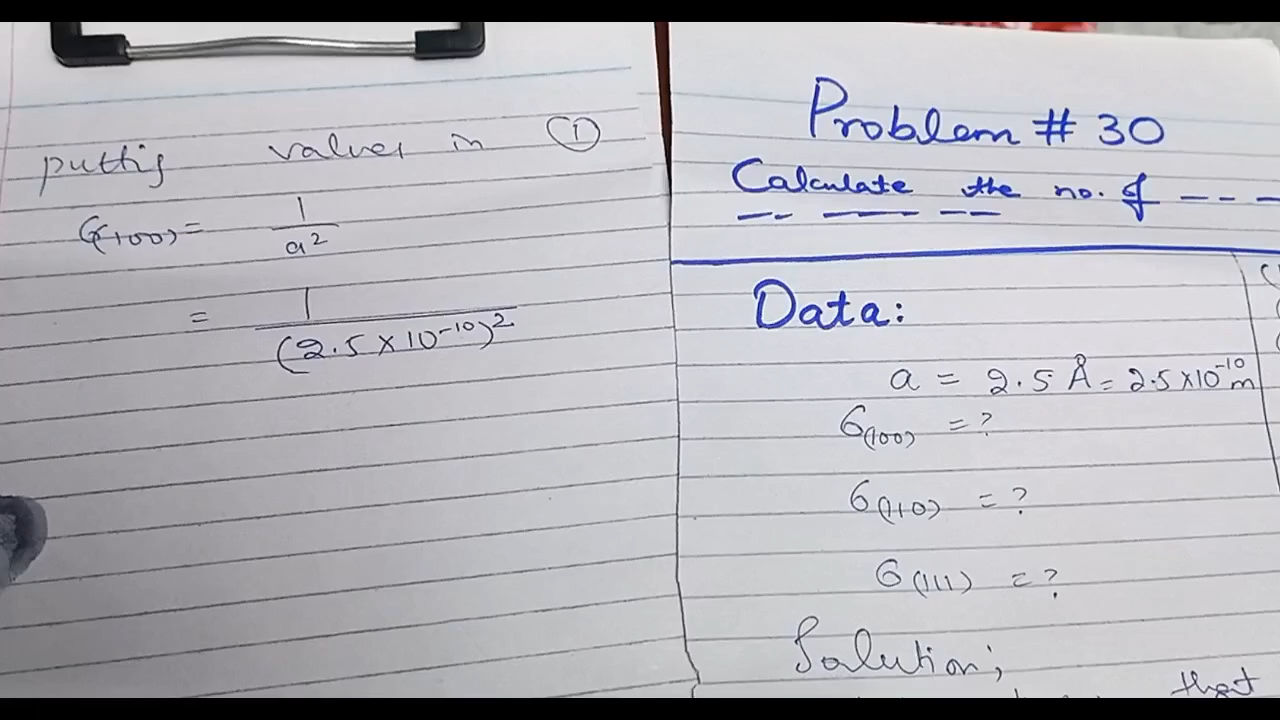 putting values in ①
σ(100) = 1/a²
= 1/(2.5 × 10⁻¹⁰)²
Problem # 30
Calculate the no. of - - -
Data:
a = 2.5 Å = 2.5 × 10⁻¹⁰ m
σ(100) = ?
σ(110) = ?
σ(111) = ?
Solution;
that